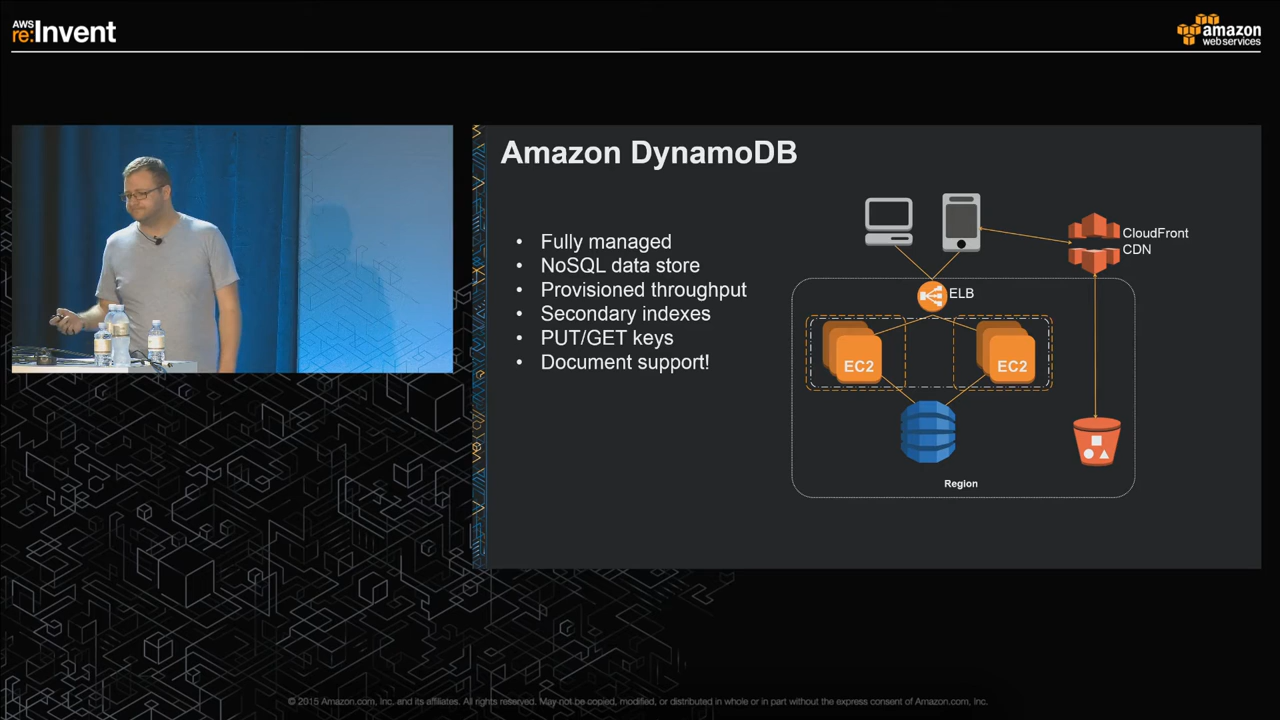 AWS
re:Invent
amazon
web services
Amazon DynamoDB
• Fully managed
• NoSQL data store
• Provisioned throughput
• Secondary indexes
• PUT/GET keys
• Document support!
CloudFront
CDN
ELB
EC2
EC2
Region
© 2015 Amazon.com, Inc. and its affiliates. All rights reserved. May not be copied, modified, or distributed in whole or in part without the express consent of Amazon.com, Inc.